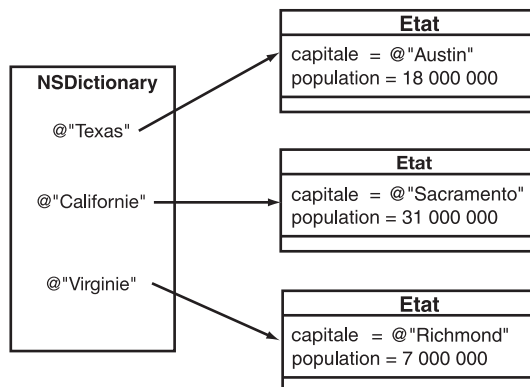 NSDictionary
@"Texas"
@"Californie"
@"Virginie"
Etat
capitale = @"Austin"
population = 18 000 000
Etat
capitale = @"Sacramento"
population = 31 000 000
Etat
capitale = @"Richmond"
population = 7 000 000